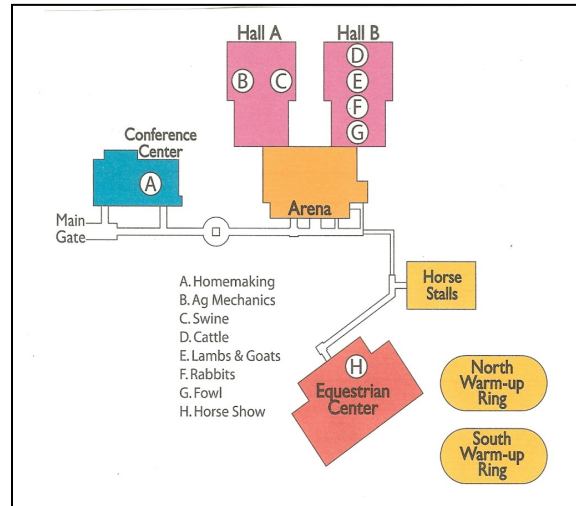 Hall A
Hall B
B
C
D
E
F
G
Conference
Center
A
Arena
Main
Gate
A. Homemaking
B. Ag Mechanics
C. Swine
D. Cattle
E. Lambs & Goats
F. Rabbits
G. Fowl
H. Horse Show
Horse
Stalls
H
Equestrian
Center
North
Warm-up
Ring
South
Warm-up
Ring